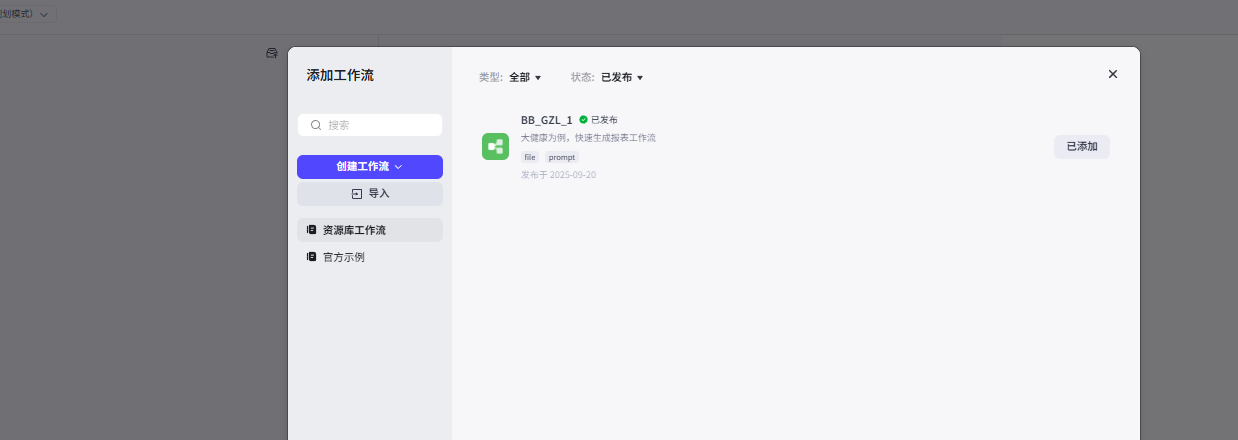 划模式）
添加工作流
搜索
创建工作流
导入
资源库工作流
官方示例
类型: 全部 状态: 已发布
BB_GZL_1 已发布
大健康为例，快速生成报表工作流
file prompt
发布于 2025-09-20
已添加